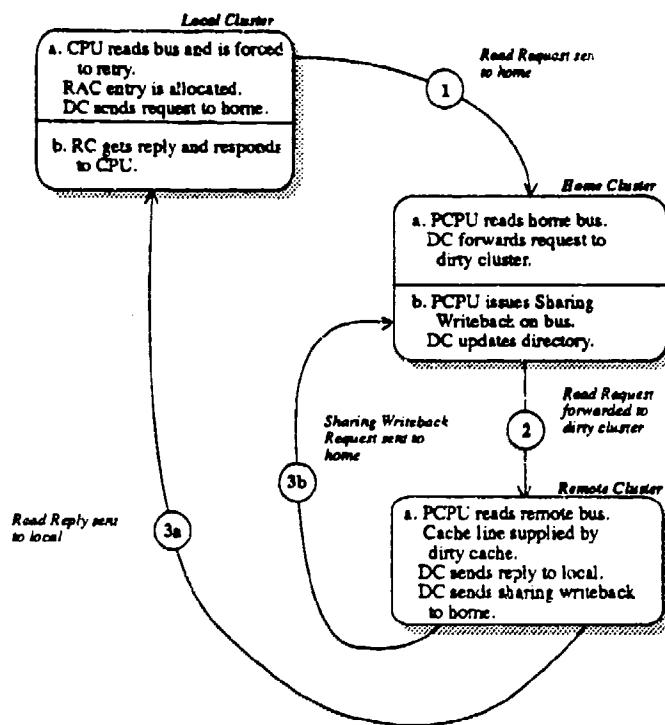 Local Cluster
a. CPU reads bus and is forced
to retry.
RAC entry is allocated.
DC sends request to home.
b. RC gets reply and responds
to CPU.
Read Request sent
to home
1
Home Cluster
a. PCPU reads home bus.
DC forwards request to
dirty cluster.
b. PCPU issues Sharing
Writeback on bus.
DC updates directory.
Read Request
forwarded to
dirty cluster
2
Sharing Writeback
Request sent to
home
3b
Remote Cluster
a. PCPU reads remote bus.
Cache line supplied by
dirty cache.
DC sends reply to local.
DC sends sharing writeback
to home.
Read Reply sent
to local
3a